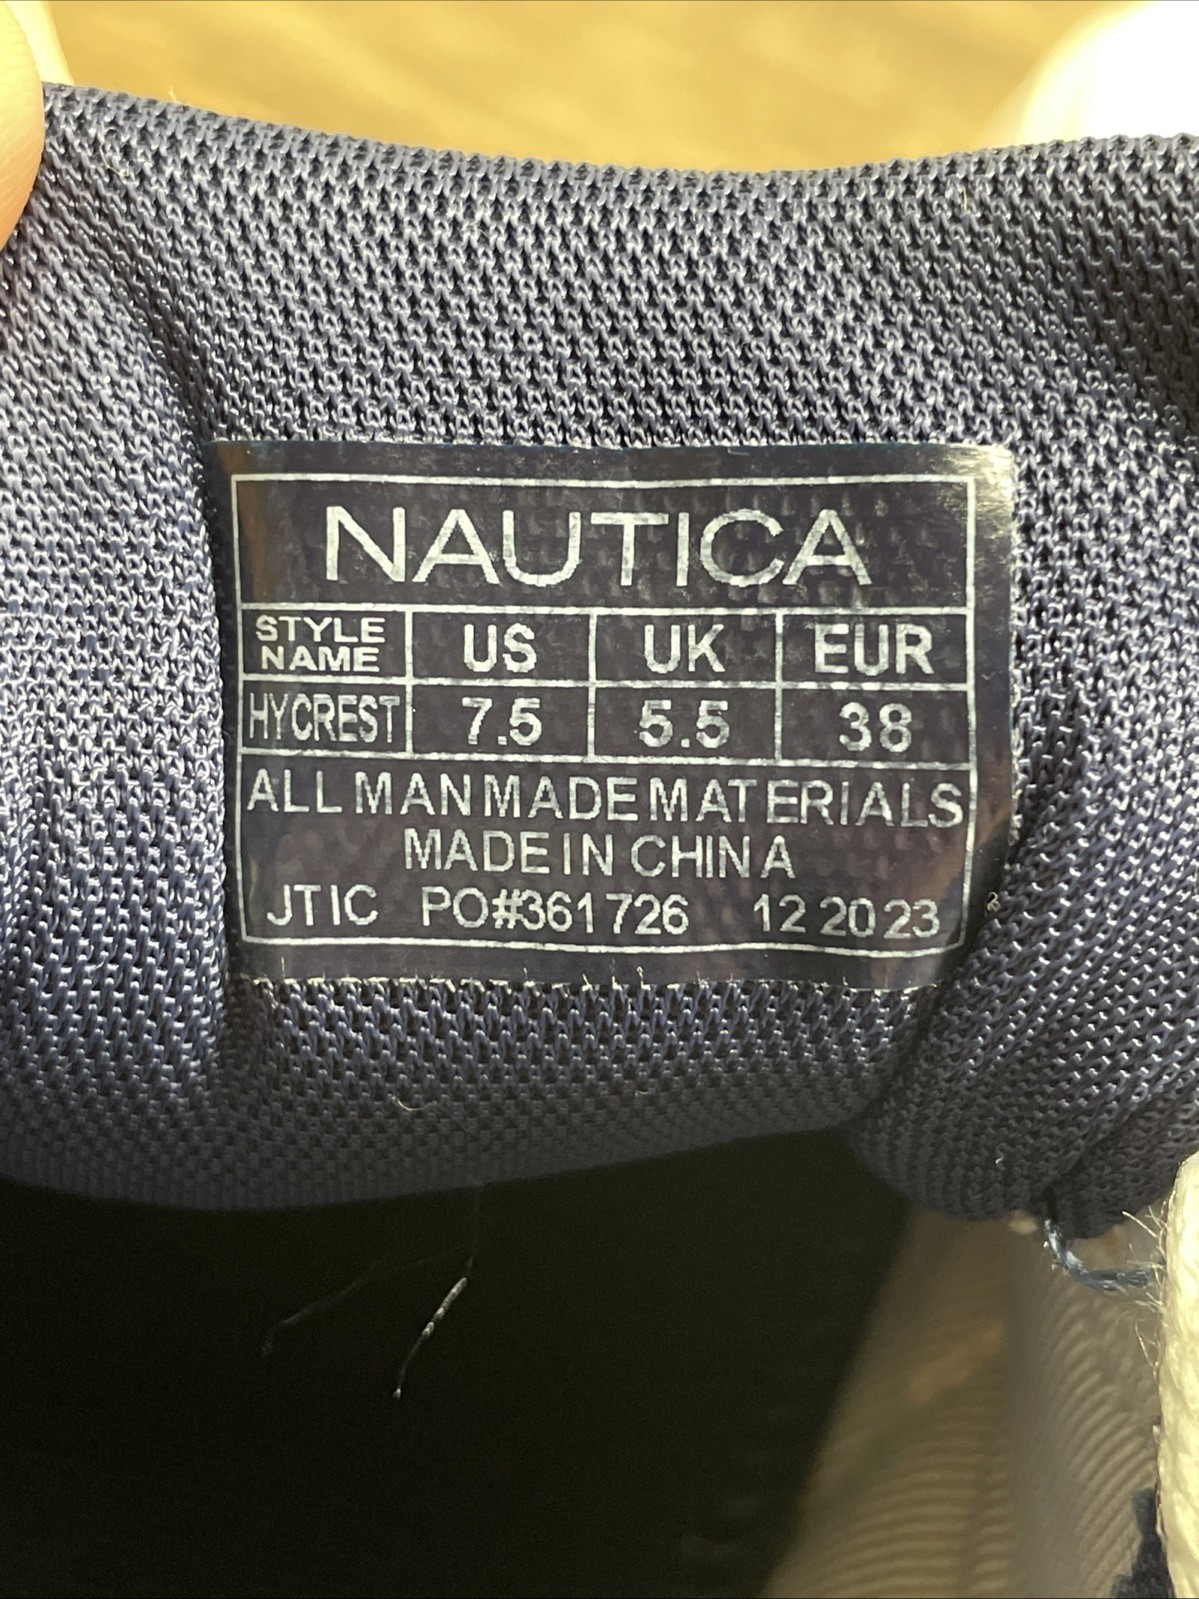 NAUTICA
STYLE NAME US UK EUR
HYCREST 7.5 5.5 38
ALL MAN MADE MATERIALS
MADE IN CHINA
JTIC PO#361726 12 2023